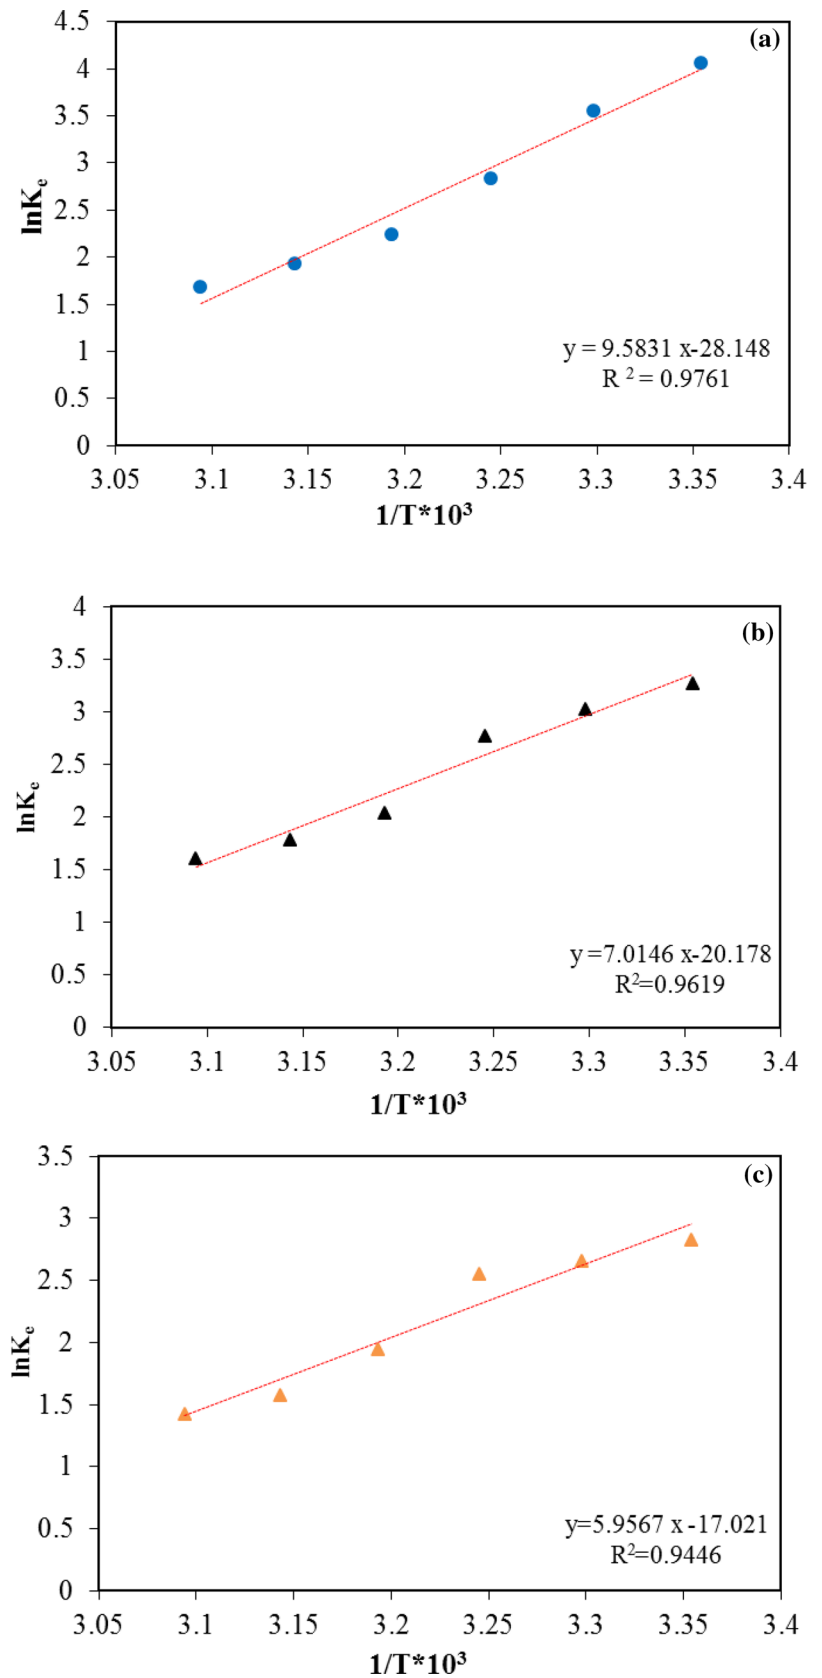 (a)
4.5
4
3.5
3
2.5
2
1.5
1
0.5
0
lnKe
y = 9.5831 x-28.148
R ² = 0.9761
3.05 3.1 3.15 3.2 3.25 3.3 3.35 3.4
1/T*10³
(b)
4
3.5
3
2.5
2
1.5
1
0.5
0
lnKe
y =7.0146 x-20.178
R²=0.9619
3.05 3.1 3.15 3.2 3.25 3.3 3.35 3.4
1/T*10³
(c)
3.5
3
2.5
2
1.5
1
0.5
0
lnKe
y=5.9567 x -17.021
R²=0.9446
3.05 3.1 3.15 3.2 3.25 3.3 3.35 3.4
1/T*10³